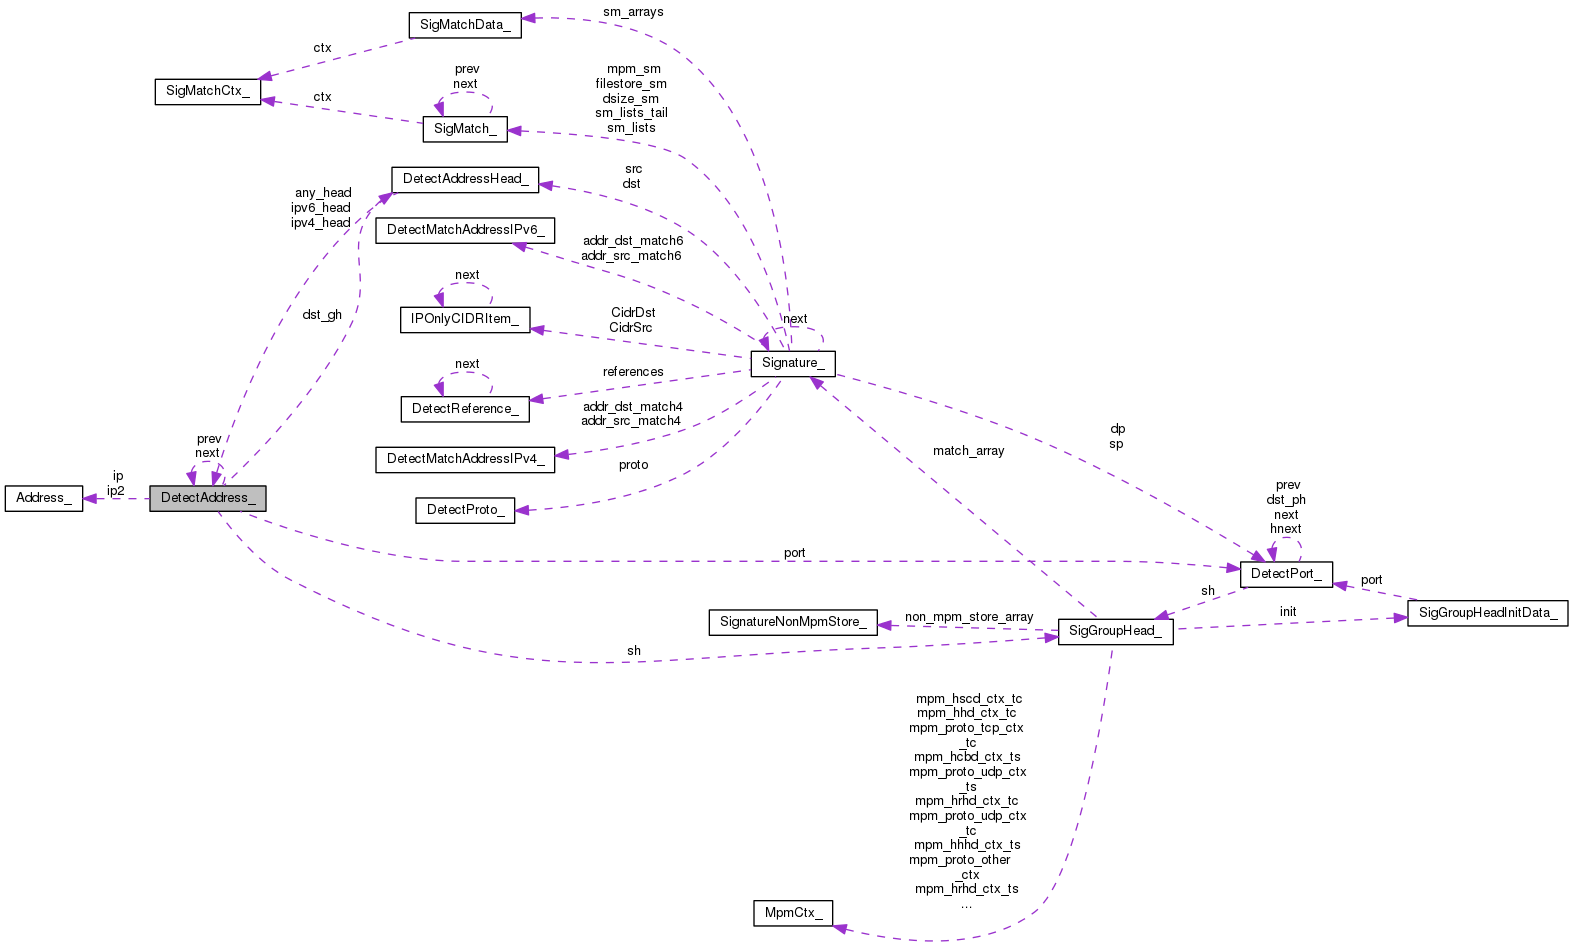 sm_arrays
SigMatchData_
ctx
SigMatchCtx_
prev
next
mpm_sm
filestore_sm
dsize_sm
sm_lists_tail
sm_lists
ctx
SigMatch_
DetectAddressHead_
src
dst
any_head
ipv6_head
ipv4_head
DetectMatchAddressIPv6_
addr_dst_match6
addr_src_match6
next
IPOnlyCIDRItem_
CidrDst
CidrSrc
dst_gh
next
Signature_
next
DetectReference_
references
addr_dst_match4
addr_src_match4
dp
sp
prev
next
DetectMatchAddressIPv4_
match_array
proto
ip
ip2
Address_
DetectAddress_
DetectProto_
prev
dst_ph
next
hnext
port
DetectPort_
port
sh
SigGroupHeadInitData_
init
SignatureNonMpmStore_
non_mpm_store_array
SigGroupHead_
sh
mpm_hscd_ctx_tc
mpm_hhd_ctx_tc
mpm_proto_tcp_ctx
_tc
mpm_hcbd_ctx_ts
mpm_proto_udp_ctx
_ts
mpm_hrhd_ctx_tc
mpm_proto_udp_ctx
_tc
mpm_hhhd_ctx_ts
mpm_proto_other
_ctx
mpm_hrhd_ctx_ts
...
MpmCtx_